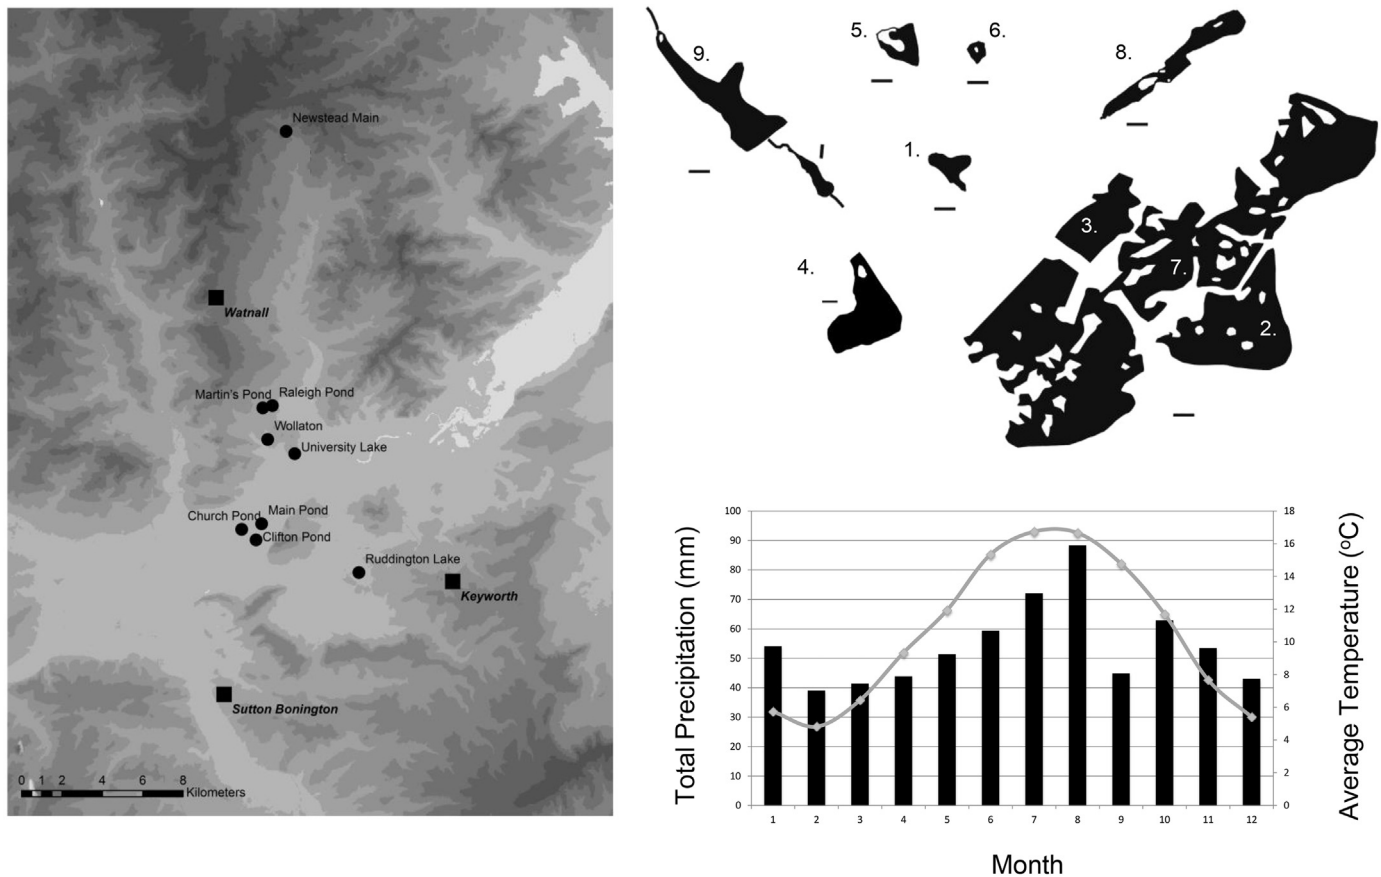 Newstead Main
Watnall
Martin's Pond
Raleigh Pond
Wollaton
University Lake
Church Pond
Main Pond
Clifton Pond
Ruddington Lake
Keyworth
Sutton Bonington
0 1 2 4 6 8
Kilometers
9.
5.
6.
8.
1.
3.
4.
7.
2.
Total Precipitation (mm)
100
90
80
70
60
50
40
30
20
10
0
18
16
14
12
10
8
6
4
2
0
Average Temperature (ºC)
1 2 3 4 5 6 7 8 9 10 11 12
Month